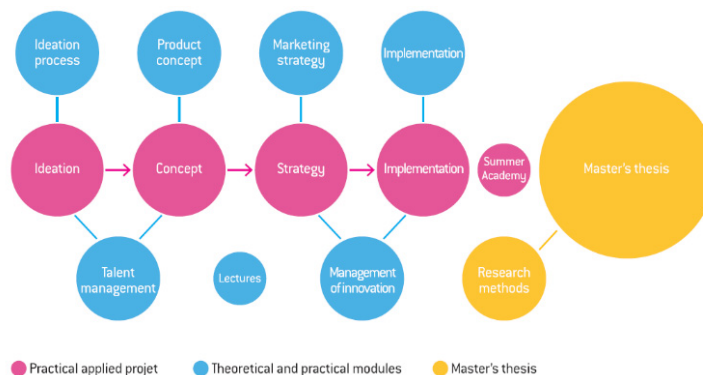 Ideation
process
Product
concept
Marketing
strategy
Implementation
Ideation
Concept
Strategy
Implementation
Summer
Academy
Master's thesis
Talent
management
Lectures
Management
of innovation
Research
methods
Practical applied projet
Theoretical and practical modules
Master's thesis